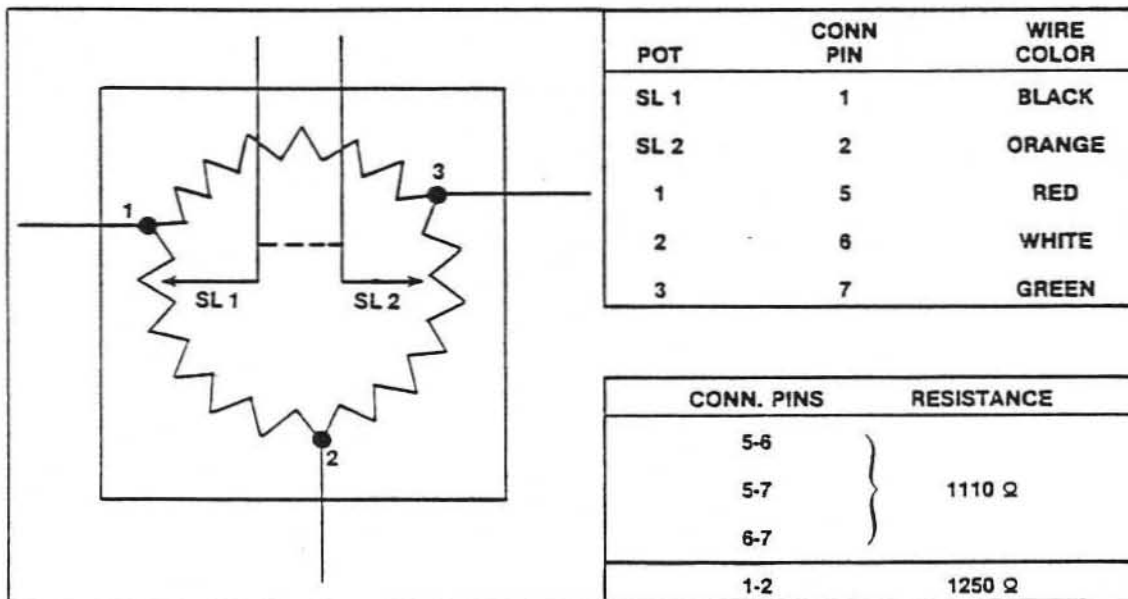 1
3
SL 1
SL 2
2
POT CONN PIN WIRE COLOR
SL 1 1 BLACK
SL 2 2 ORANGE
1 5 RED
2 6 WHITE
3 7 GREEN
CONN. PINS RESISTANCE
5-6
5-7 1110 Ω
6-7
1-2 1250 Ω